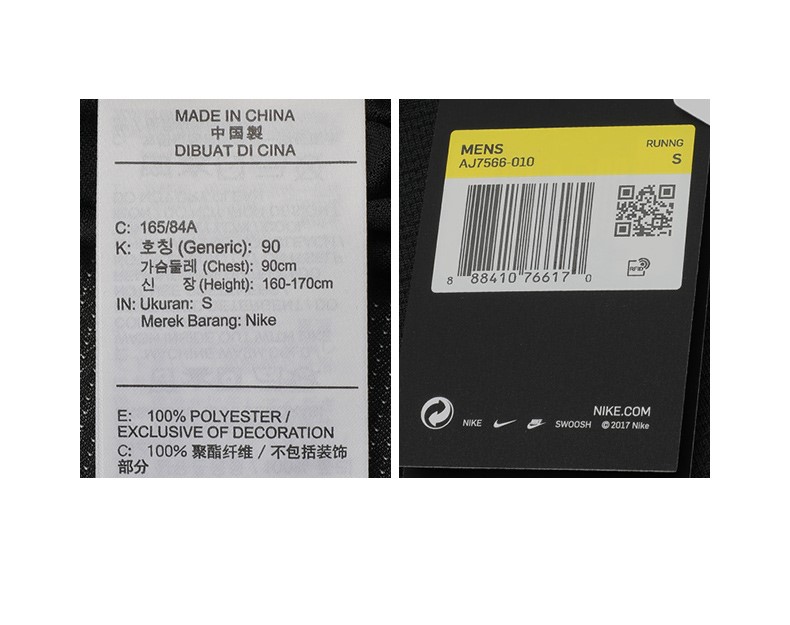 MADE IN CHINA
中国製
DIBUAT DI CINA
C: 165/84A
K: 호칭 (Generic): 90
가슴둘레 (Chest): 90cm
신 장 (Height): 160-170cm
IN: Ukuran: S
Merek Barang: Nike
E: 100% POLYESTER /
EXCLUSIVE OF DECORATION
C: 100% 聚酯纤维 / 不包括装饰
部分
MENS RUNNG
AJ7566-010 S
8 88410 76617 0
RFID
NIKE SWOOSH
NIKE.COM
©2017 Nike